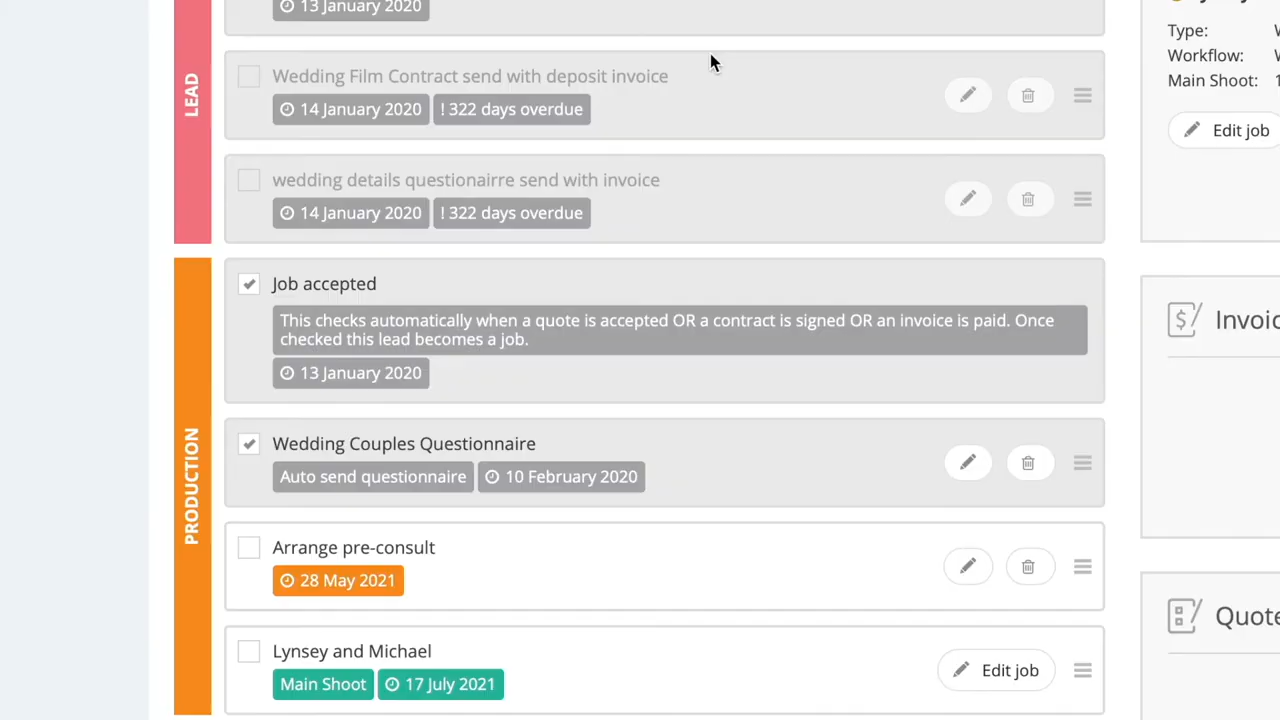 13 January 2020
LEAD
Wedding Film Contract send with deposit invoice
14 January 2020 ! 322 days overdue
wedding details questionairre send with invoice
14 January 2020 ! 322 days overdue
PRODUCTION
Job accepted
This checks automatically when a quote is accepted OR a contract is signed OR an invoice is paid. Once
checked this lead becomes a job.
13 January 2020
Wedding Couples Questionnaire
Auto send questionnaire 10 February 2020
Arrange pre-consult
28 May 2021
Lynsey and Michael
Main Shoot 17 July 2021
Edit job
Type:
Workflow:
Main Shoot: 1
Edit job
Invoic
Quote